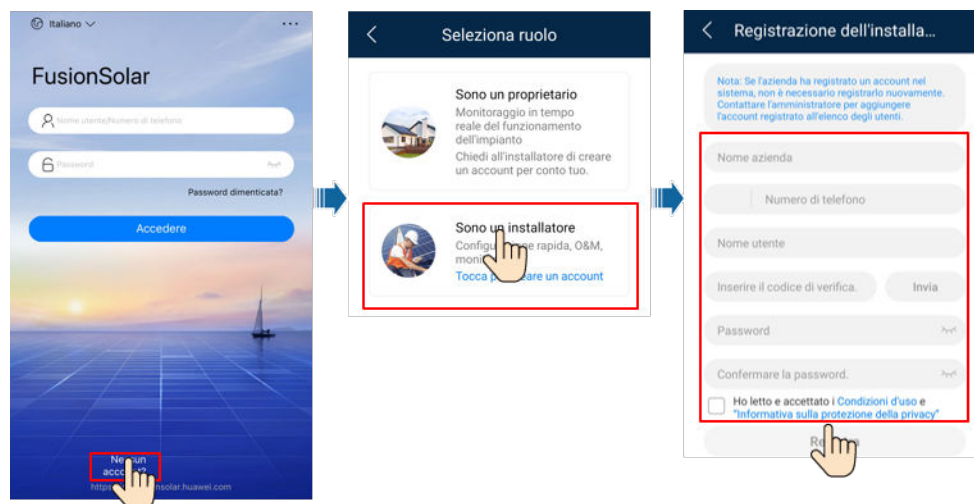 Italiano
FusionSolar
Nome utente/Numero di telefono
Password
Password dimenticata?
Accedere
Seleziona ruolo
Sono un proprietario
Monitoraggio in tempo
reale del funzionamento
dell'impianto
Chiedi all'installatore di creare
un account per conto tuo.
Sono un installatore
rapida, O&M,
Tocca un account
Registrazione dell'installa...
Nota: Se l'azienda ha registrato un account nel
sistema, non è necessario registrarlo nuovamente.
Contattare l'amministratore per aggiungere
l'account registrato all'elenco degli utenti.
Nome azienda
Numero di telefono
Nome utente
Inserire il codice di verifica.
Invia
Password
Confermare la password.
Ho letto e accettato i Condizioni d'uso e
"Informativa sulla protezione della privacy"